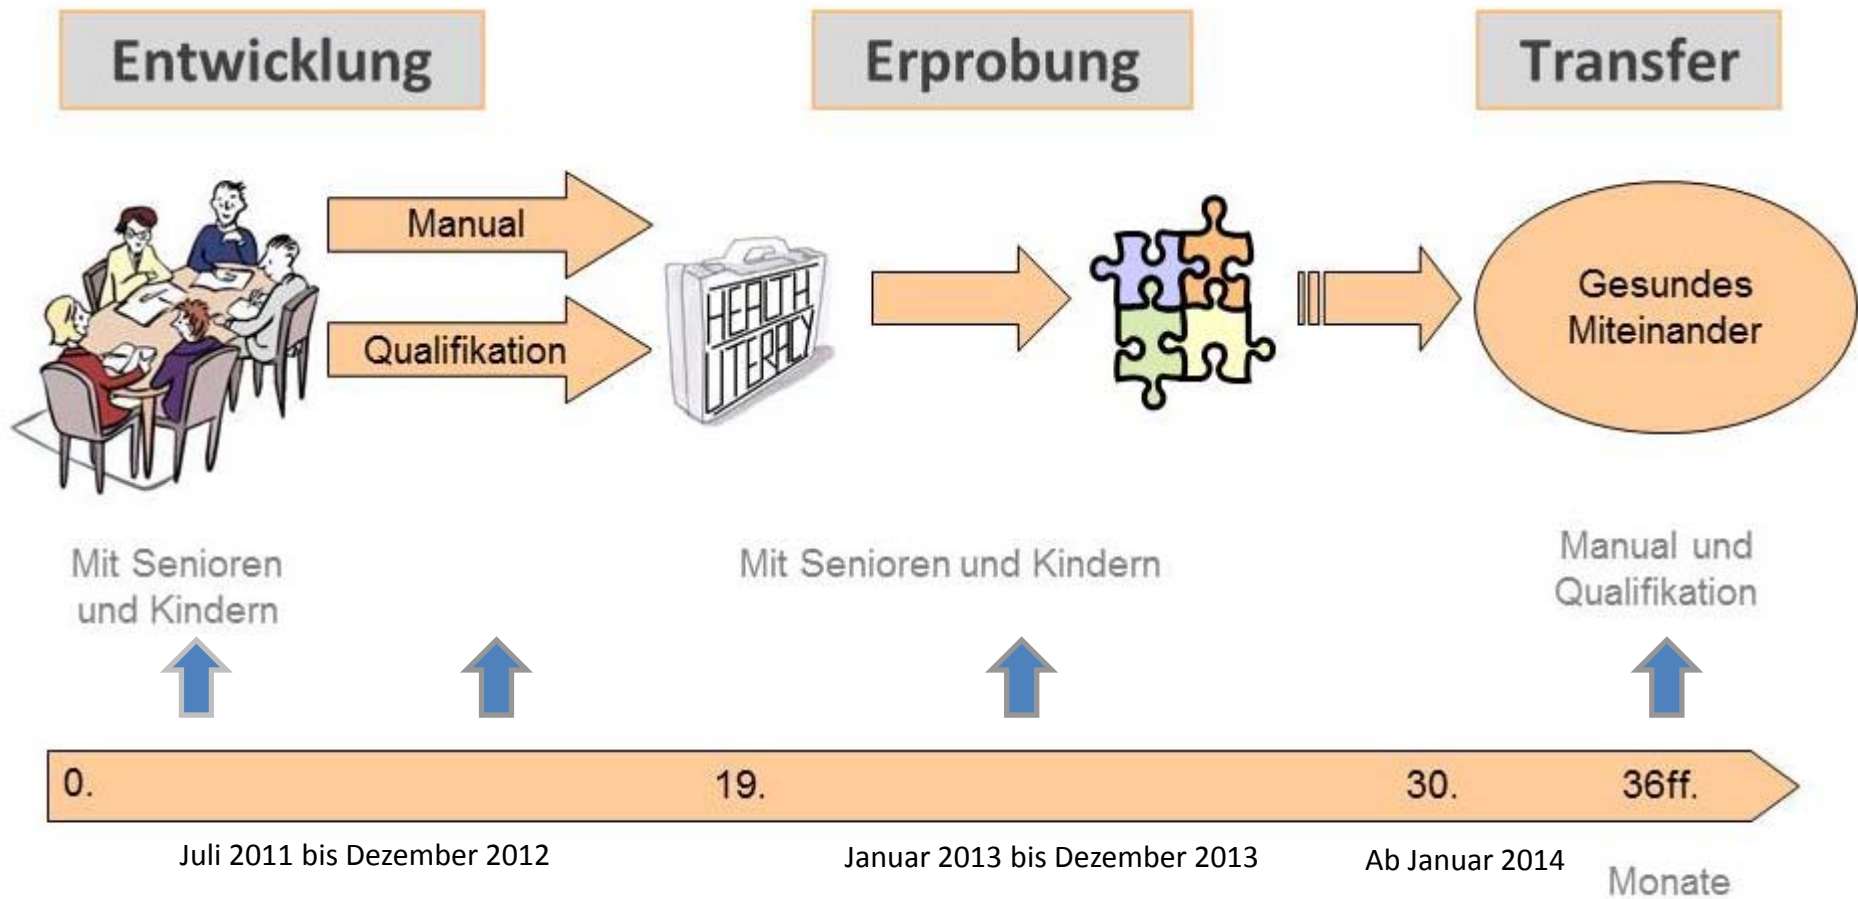 Entwicklung
Erprobung
Transfer
Manual
Qualifikation
HEALTH
LITERACY
Gesundes
Miteinander
Mit Senioren
und Kindern
Mit Senioren und Kindern
Manual und
Qualifikation
0.
19.
30.
36ff.
Juli 2011 bis Dezember 2012
Januar 2013 bis Dezember 2013
Ab Januar 2014
Monate